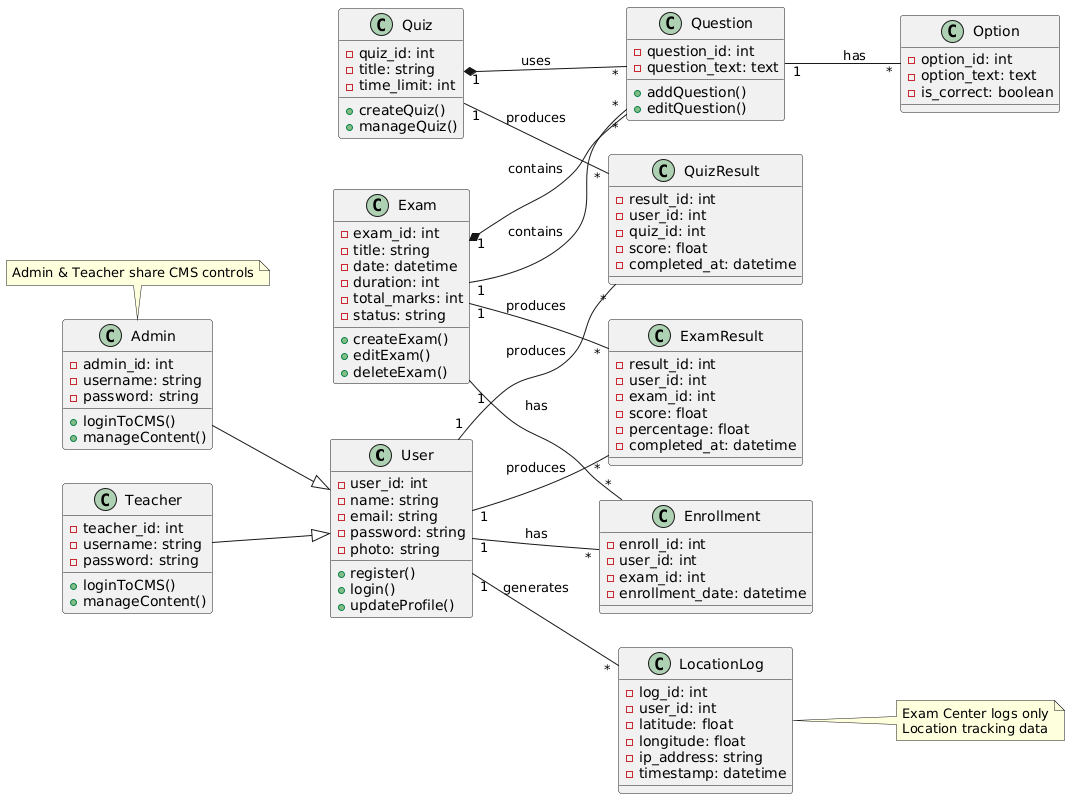 C Quiz
quiz_id: int
title: string
time_limit: int
createQuiz()
manageQuiz()
C Question
question_id: int
question_text: text
addQuestion()
editQuestion()
C Option
option_id: int
option_text: text
is_correct: boolean
uses
1
*
has
1
*
produces
1
*
C QuizResult
result_id: int
user_id: int
quiz_id: int
score: float
completed_at: datetime
C Exam
exam_id: int
title: string
date: datetime
duration: int
total_marks: int
status: string
createExam()
editExam()
deleteExam()
contains
1
*
contains
1
*
produces
1
*
has
1
*
C ExamResult
result_id: int
user_id: int
exam_id: int
score: float
percentage: float
completed_at: datetime
Admin & Teacher share CMS controls
C Admin
admin_id: int
username: string
password: string
loginToCMS()
manageContent()
C Teacher
teacher_id: int
username: string
password: string
loginToCMS()
manageContent()
C User
user_id: int
name: string
email: string
password: string
photo: string
register()
login()
updateProfile()
produces
1
*
produces
1
*
has
1
*
generates
1
*
C Enrollment
enroll_id: int
user_id: int
exam_id: int
enrollment_date: datetime
C LocationLog
log_id: int
user_id: int
latitude: float
longitude: float
ip_address: string
timestamp: datetime
Exam Center logs only
Location tracking data